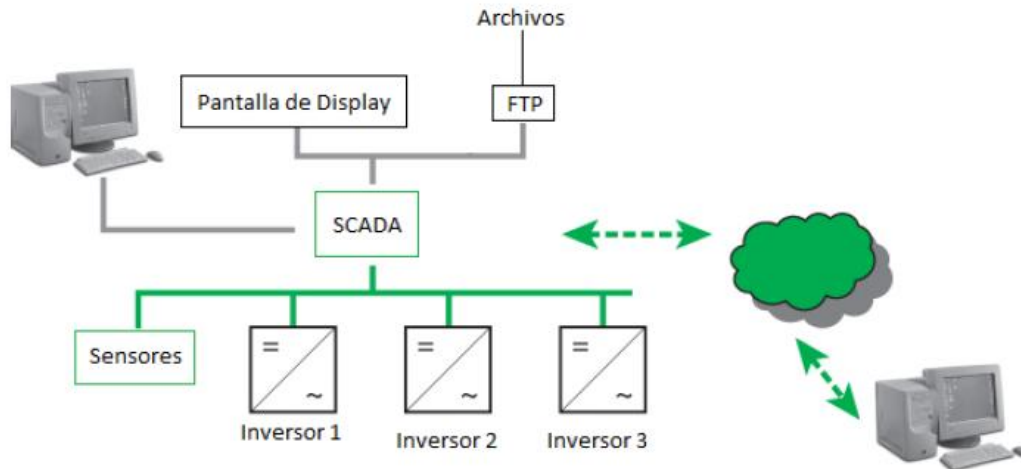 Archivos
Pantalla de Display
FTP
SCADA
Sensores
=
~
=
~
=
~
Inversor 1
Inversor 2
Inversor 3